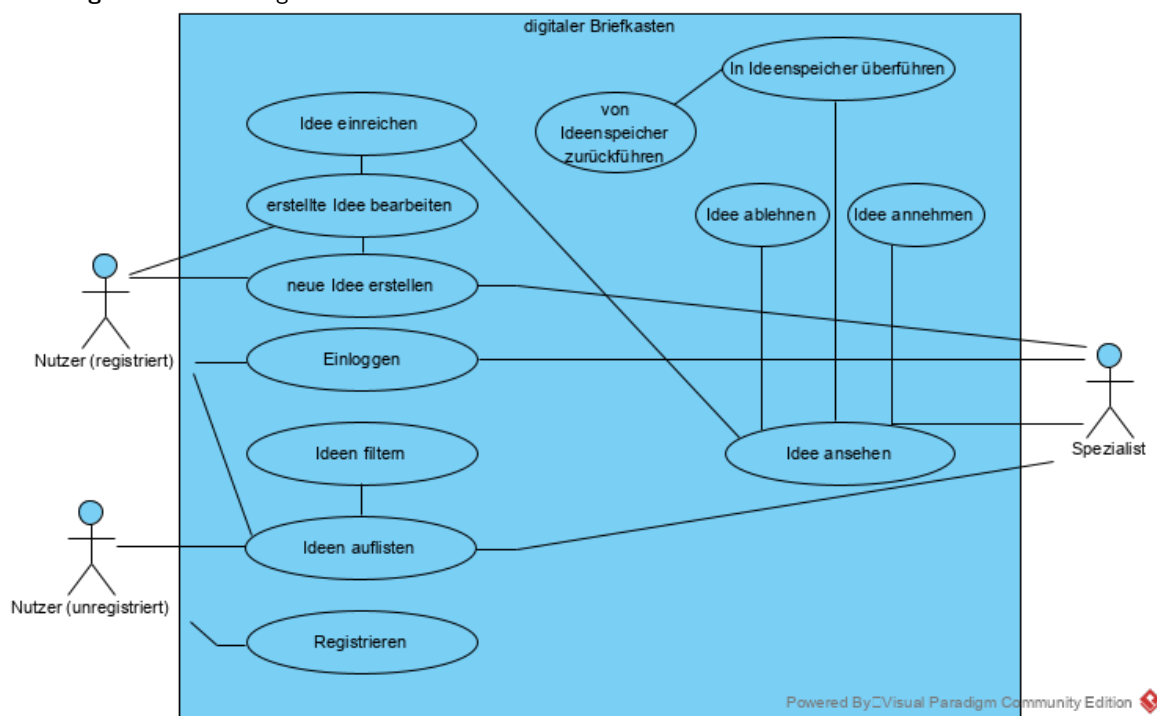 digitaler Briefkasten
In Ideenspeicher überführen
von
Ideenspeicher
zurückführen
Idee einreichen
erstellte Idee bearbeiten
Idee ablehnen
Idee annehmen
neue Idee erstellen
Nutzer (registriert)
Einloggen
Ideen filtern
Idee ansehen
Spezialist
Ideen auflisten
Nutzer (unregistriert)
Registrieren
Powered By Visual Paradigm Community Edition